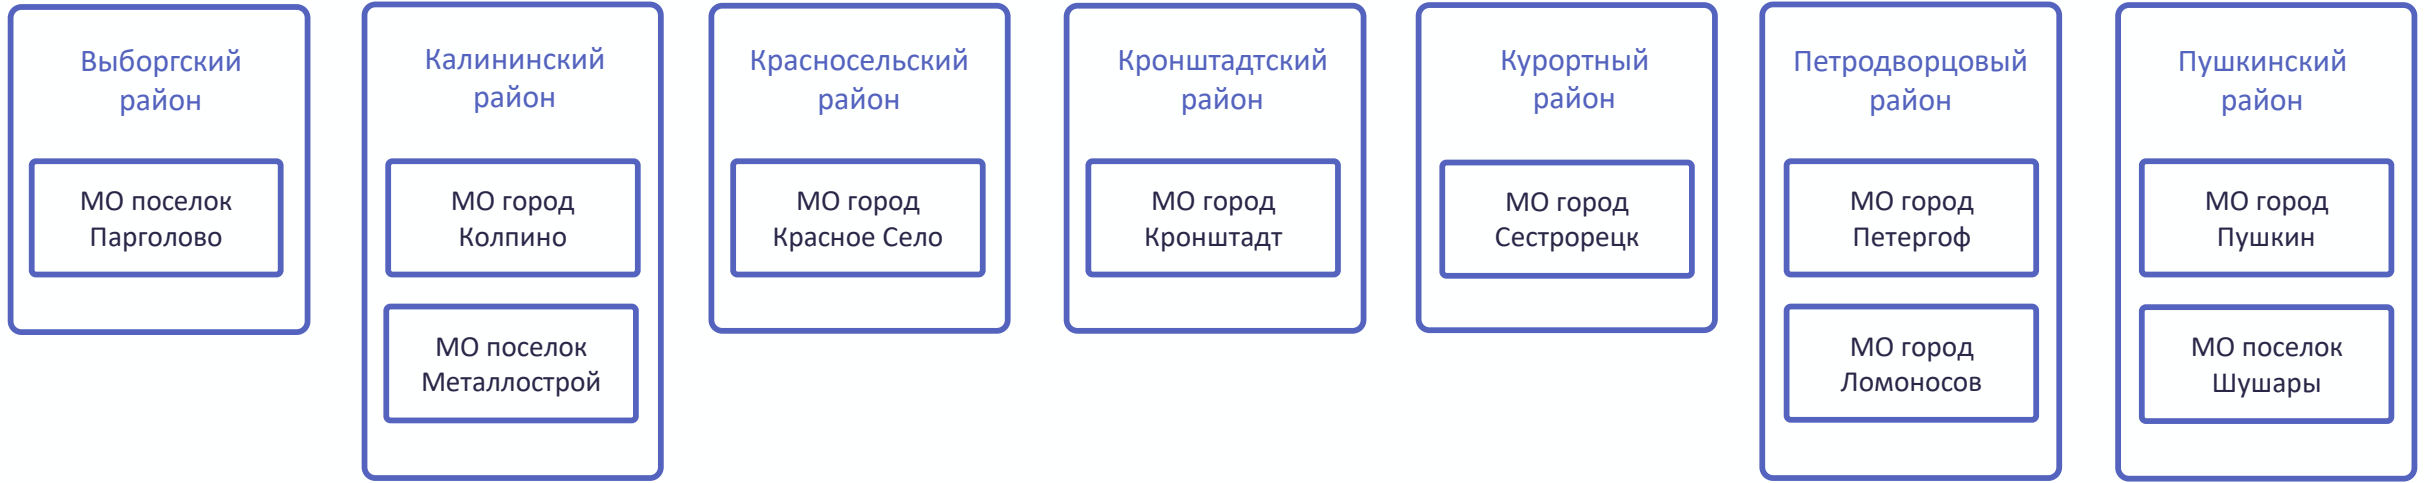 Выборгский
район
МО поселок
Парголово
Калининский
район
МО город
Колпино
МО поселок
Металлострой
Красносельский
район
МО город
Красное Село
Кронштадтский
район
МО город
Кронштадт
Курортный
район
МО город
Сестрорецк
Петродворцовый
район
МО город
Петергоф
МО город
Ломоносов
Пушкинский
район
МО город
Пушкин
МО поселок
Шушары